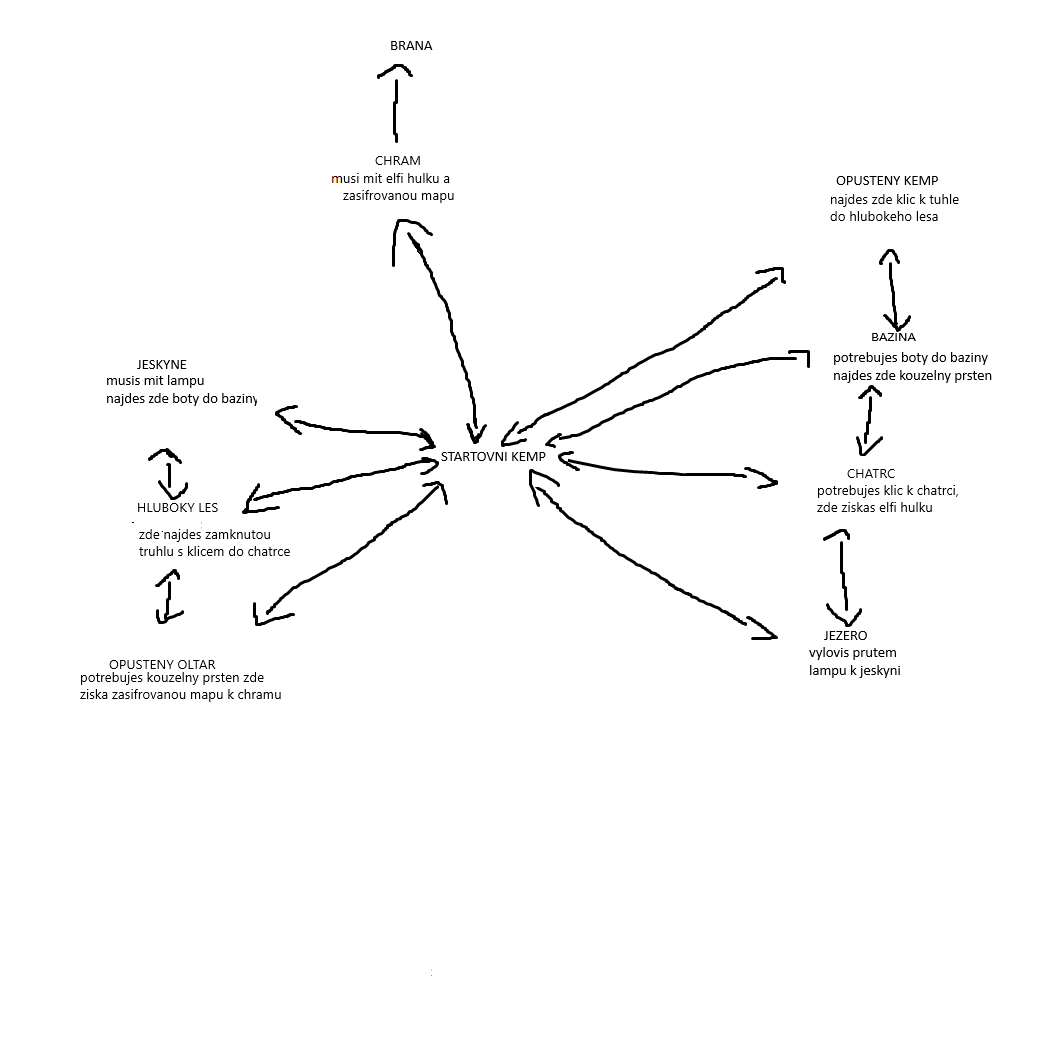 BRANA
CHRAM
musi mit elfi hulku a
zasifrovanou mapu
OPUSTENY KEMP
najdes zde klic k tuhle
do hlubokeho lesa
BAZINA
potrebujes boty do baziny
najdes zde kouzelny prsten
JESKYNE
musis mit lampu
najdes zde boty do baziny
STARTOVNI KEMP
CHATRC
potrebujes klic k chatrci,
zde ziskas elfi hulku
HLUBOKY LES
zde najdes zamknutou
truhlu s klicem do chatrce
JEZERO
vylovis prutem
lampu k jeskyni
OPUSTENY OLTAR
potrebujes kouzelny prsten zde
ziska zasifrovanou mapu k chramu